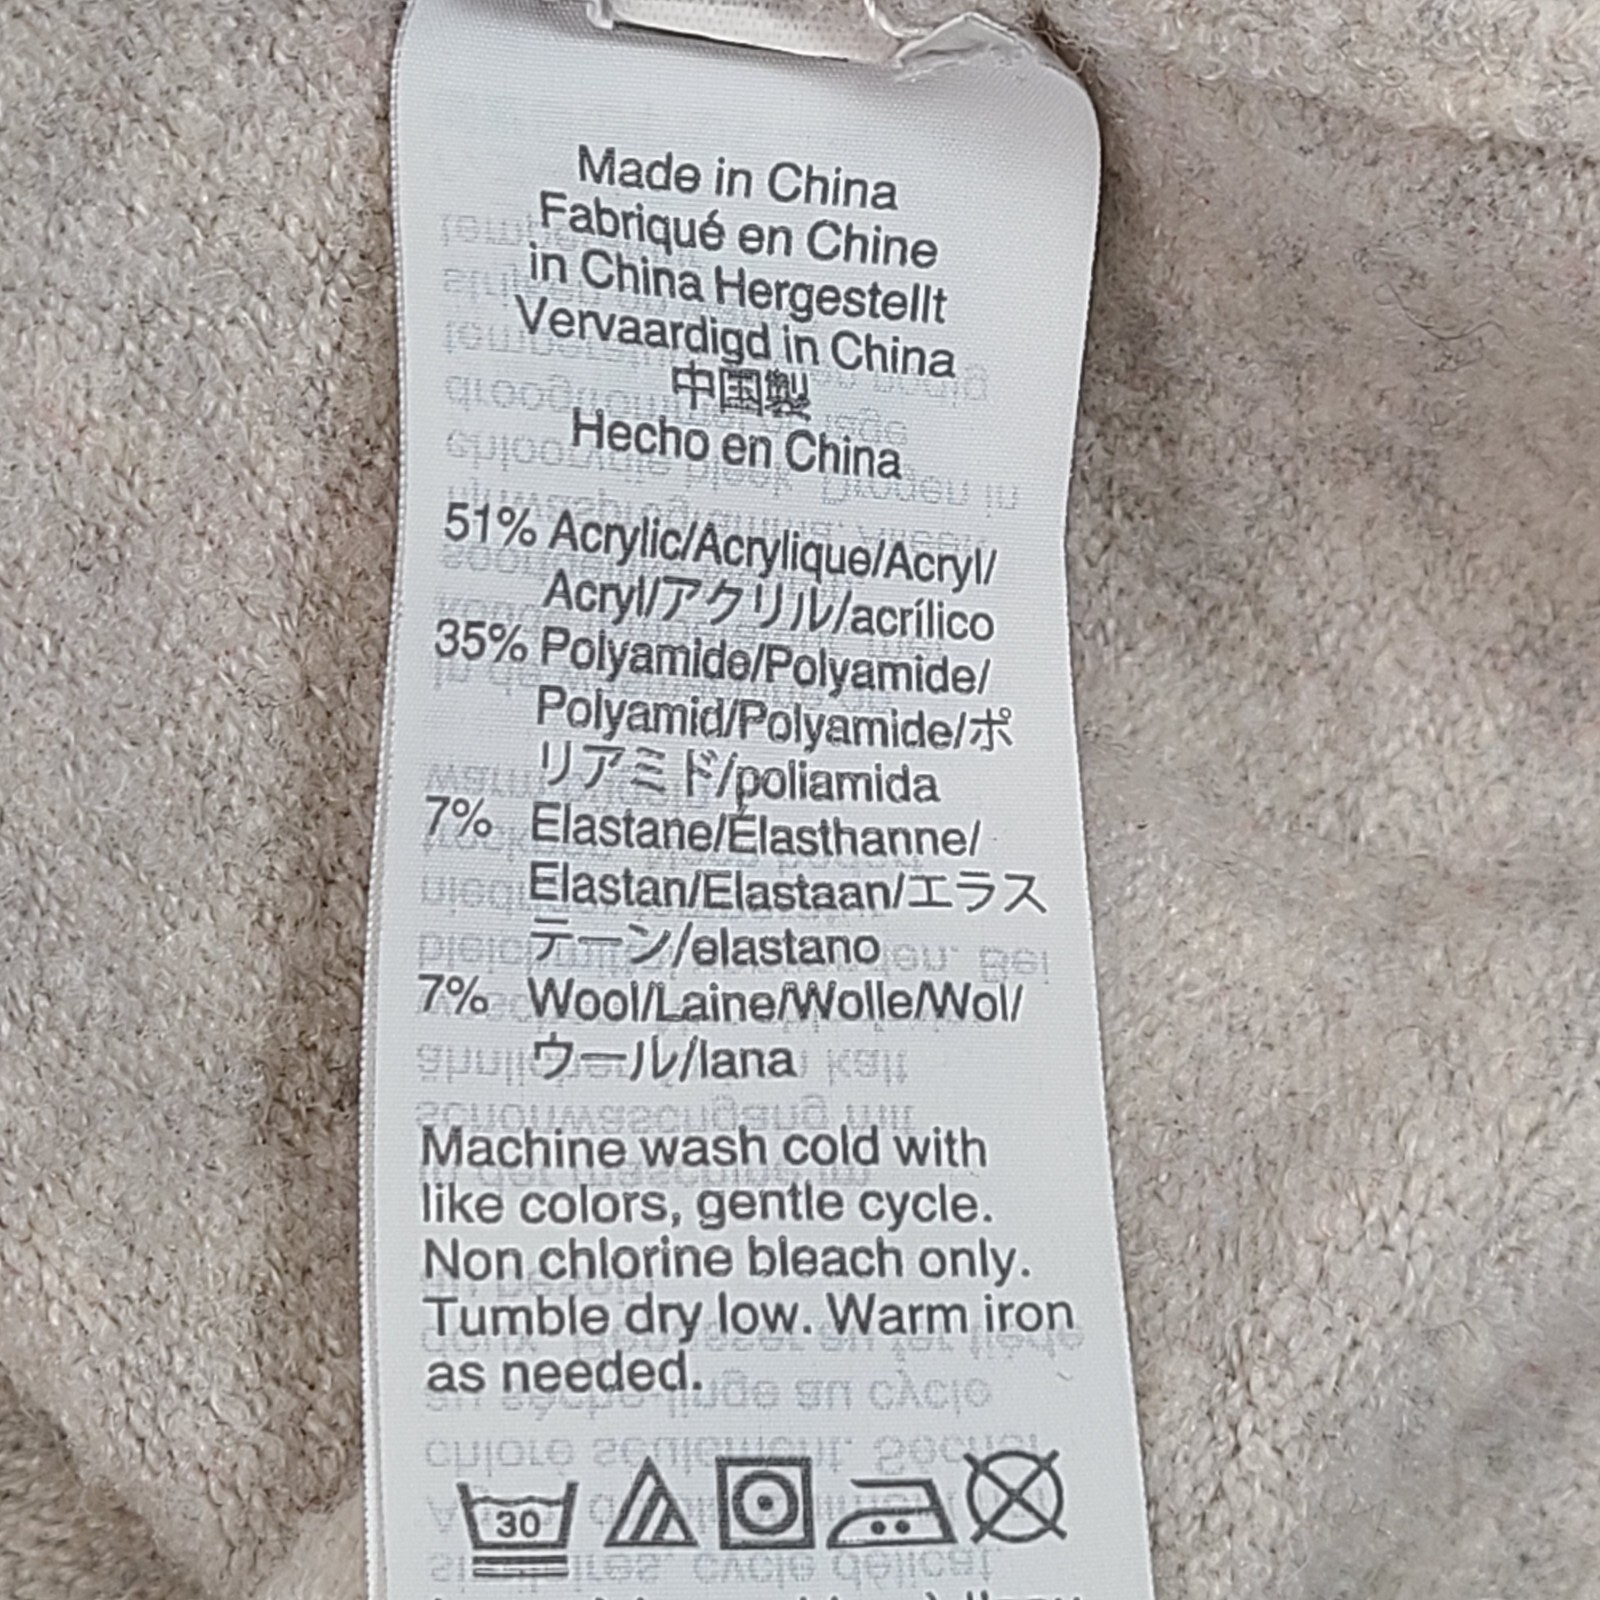 Made in China
Fabriqué en Chine
in China Hergestellt
Vervaardigd in China
中国製
Hecho en China
51% Acrylic/Acrylique/Acryl/
Acryl/アクリル/acrílico
35% Polyamide/Polyamide/
Polyamid/Polyamide/ポ
リアミド/poliamida
7% Elastane/Élasthanne/
Elastan/Elastaan/エラス
テーン/elastano
7% Wool/Laine/Wolle/Wol/
ウール/lana
Machine wash cold with
like colors, gentle cycle.
Non chlorine bleach only.
Tumble dry low. Warm iron
as needed.
30